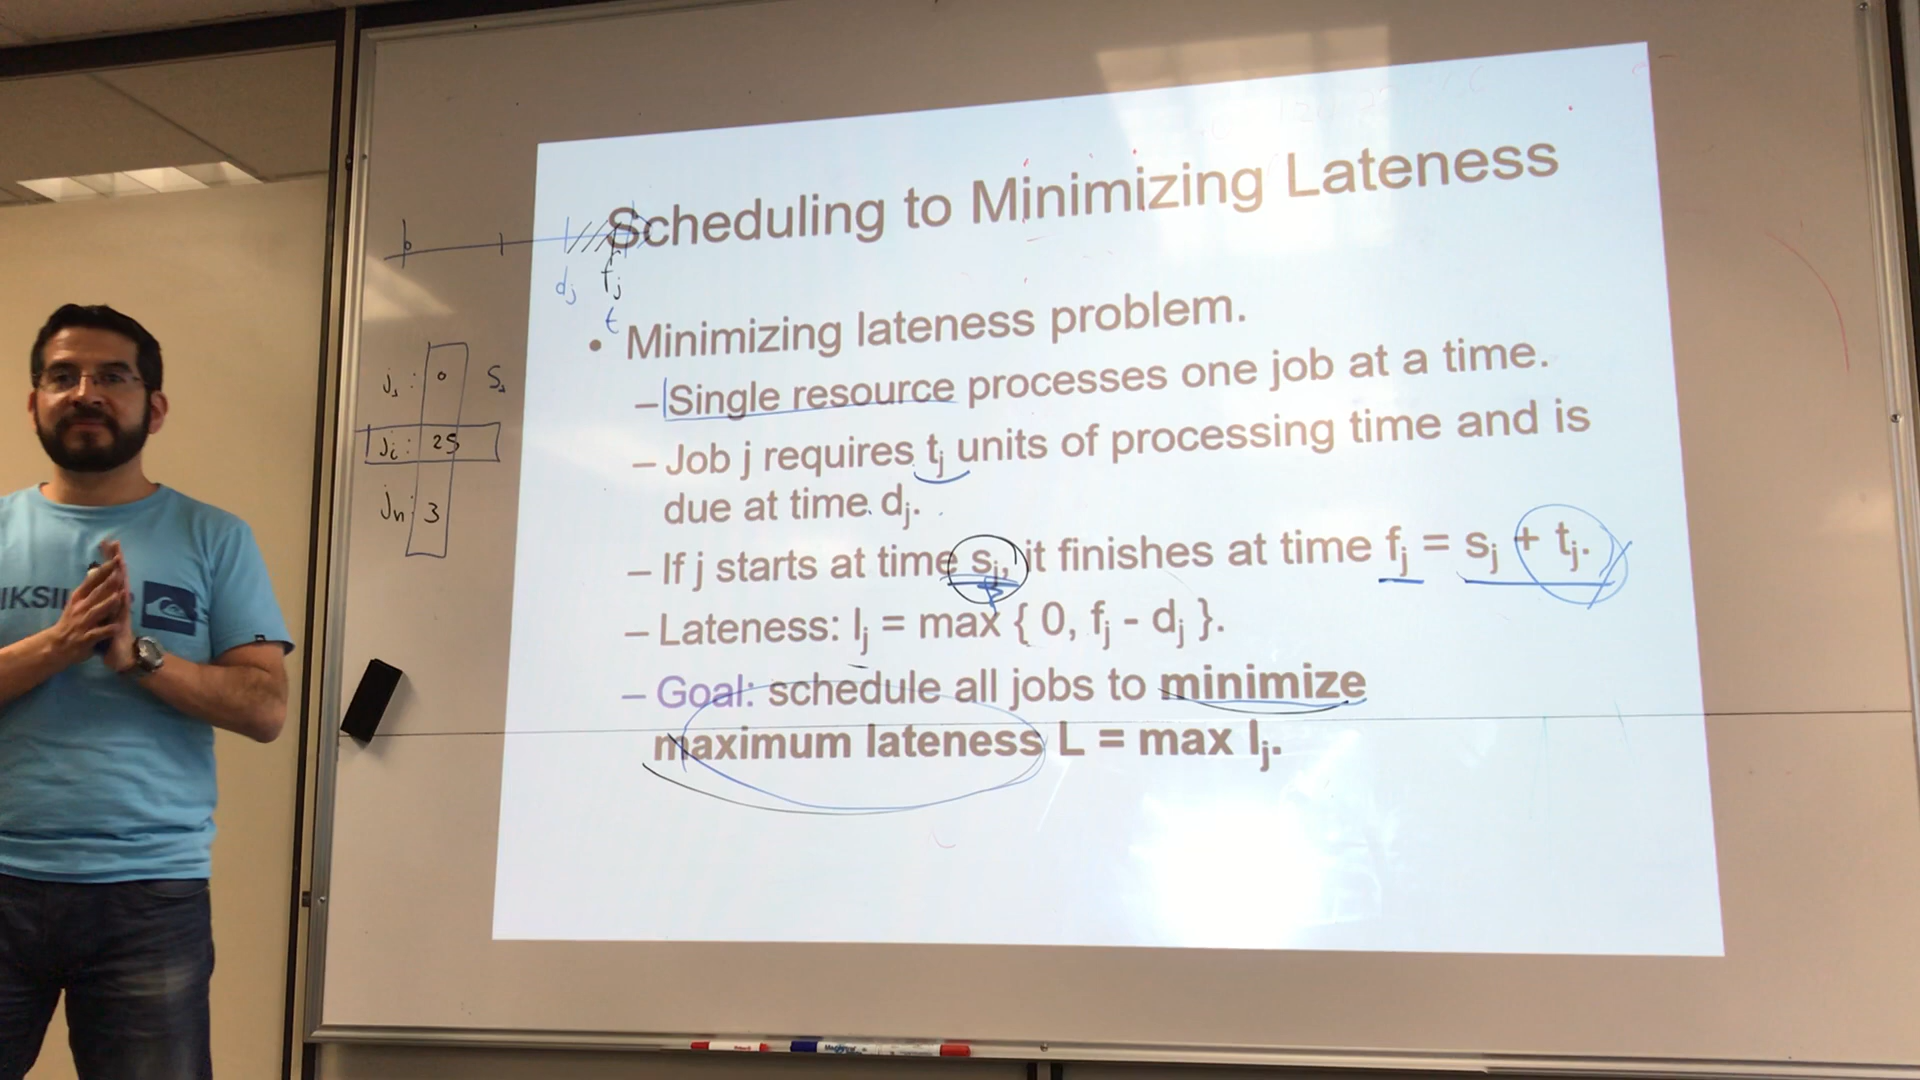 Scheduling to Minimizing Lateness
dj fj
t
• Minimizing lateness problem.
– Single resource processes one job at a time.
– Job j requires tj units of processing time and is
due at time dj.
– If j starts at time sj, it finishes at time fj = sj + tj.
– Lateness: lj = max { 0, fj - dj }.
– Goal: schedule all jobs to minimize
maximum lateness L = max lj.
ji: 25
jn: 3